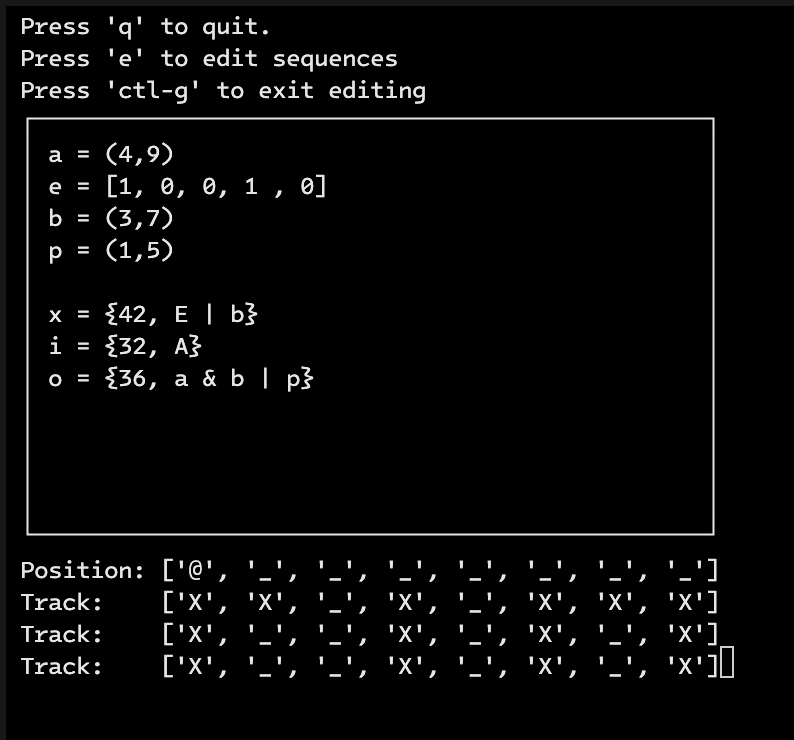 Press 'q' to quit.
Press 'e' to edit sequences
Press 'ctl-g' to exit editing
a = (4,9)
e = [1, 0, 0, 1 , 0]
b = (3,7)
p = (1,5)
x = {42, E | b}
i = {32, A}
o = {36, a & b | p}
Position: ['@', '_', '_', '_', '_', '_', '_', '_']
Track:    ['X', 'X', '_', 'X', '_', 'X', 'X', 'X']
Track:    ['X', '_', '_', 'X', '_', 'X', '_', 'X']
Track:    ['X', '_', '_', 'X', '_', 'X', '_', 'X']